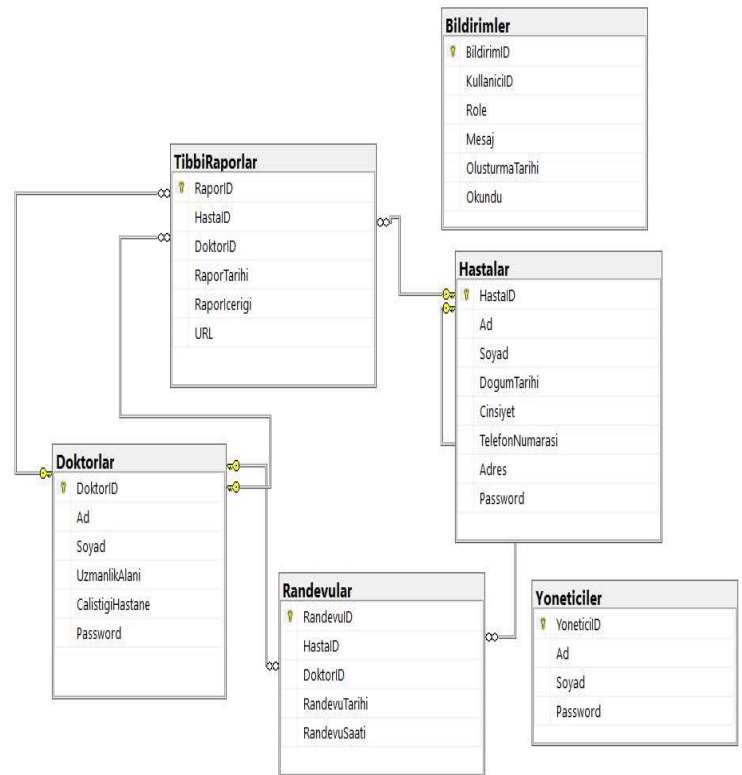 Bildirimler
BildirimID
KullaniciID
Role
Mesaj
OlusturmaTarihi
Okundu
TibbiRaporlar
RaporID
HastaID
DoktorID
RaporTarihi
RaporIcerigi
URL
Hastalar
HastaID
Ad
Soyad
DogumTarihi
Cinsiyet
TelefonNumarasi
Adres
Password
Doktorlar
DoktorID
Ad
Soyad
UzmanlikAlani
CalistigiHastane
Password
Randevular
RandevuID
HastaID
DoktorID
RandevuTarihi
RandevuSaati
Yoneticiler
YoneticiID
Ad
Soyad
Password